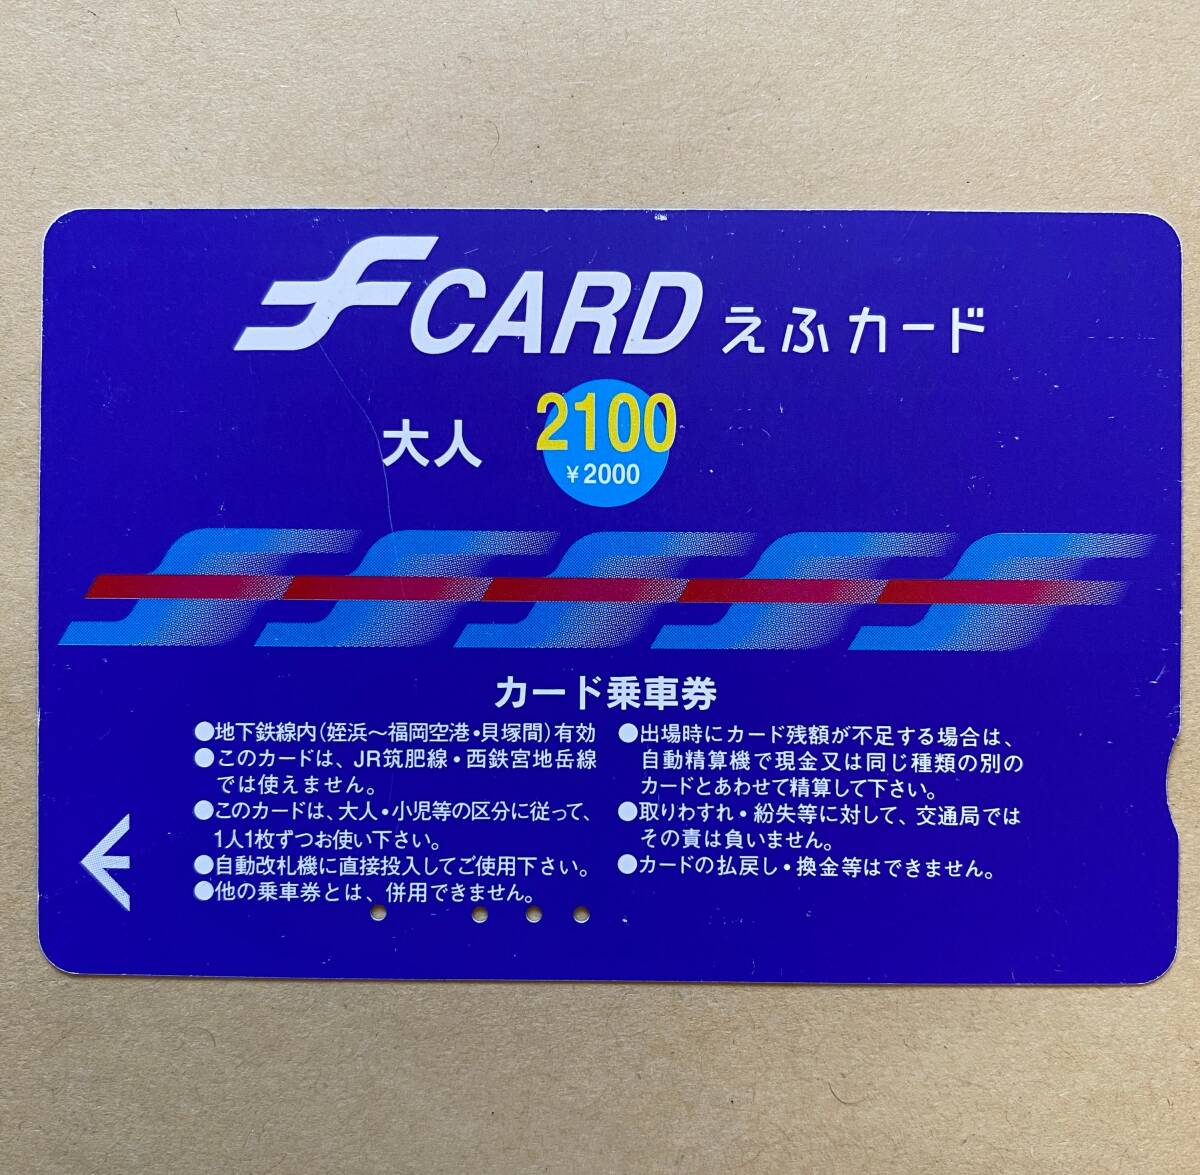 FCARD えふカード
大人 2100
¥2000
カード乗車券
●地下鉄線内(姪浜〜福岡空港・貝塚間)有効
●このカードは、JR筑肥線・西鉄宮地岳線
では使えません。
●このカードは、大人・小児等の区分に従って、
1人1枚ずつお使い下さい。
●自動改札機に直接投入してご使用下さい。
●他の乗車券とは、併用できません。
●出場時にカード残額が不足する場合は、
自動精算機で現金又は同じ種類の別の
カードとあわせて精算して下さい。
●取りわすれ・紛失等に対して、交通局では
その責は負いません。
●カードの払戻し・換金等はできません。